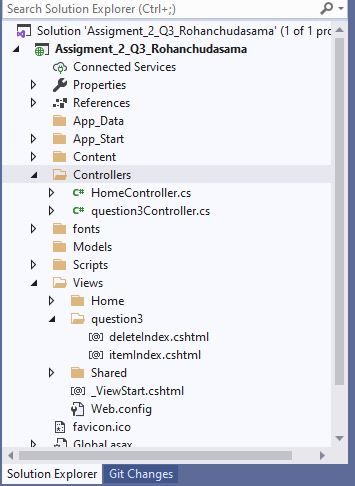 Search Solution Explorer (Ctrl+;)
Solution 'Assigment_2_Q3_Rohanchudasama' (1 of 1 pro
Assigment_2_Q3_Rohanchudasama
Connected Services
Properties
References
App_Data
App_Start
Content
Controllers
HomeController.cs
question3Controller.cs
fonts
Models
Scripts
Views
Home
question3
deleteIndex.cshtml
itemIndex.cshtml
Shared
_ViewStart.cshtml
Web.config
favicon.ico
Global.asax
Solution Explorer Git Changes